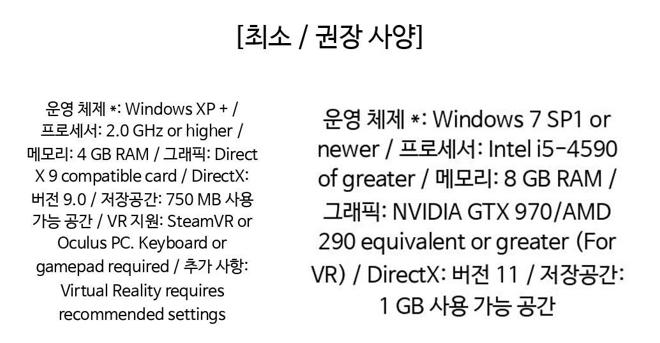 [최소 / 권장 사양]
운영 체제 *: Windows XP + /
프로세서: 2.0 GHz or higher /
메모리: 4 GB RAM / 그래픽: Direct
X 9 compatible card / DirectX:
버전 9.0 / 저장공간: 750 MB 사용
가능 공간 / VR 지원: SteamVR or
Oculus PC. Keyboard or
gamepad required / 추가 사항:
Virtual Reality requires
recommended settings
운영 체제 *: Windows 7 SP1 or
newer / 프로세서: Intel i5-4590
of greater / 메모리: 8 GB RAM /
그래픽: NVIDIA GTX 970/AMD
290 equivalent or greater (For
VR) / DirectX: 버전 11 / 저장공간:
1 GB 사용 가능 공간